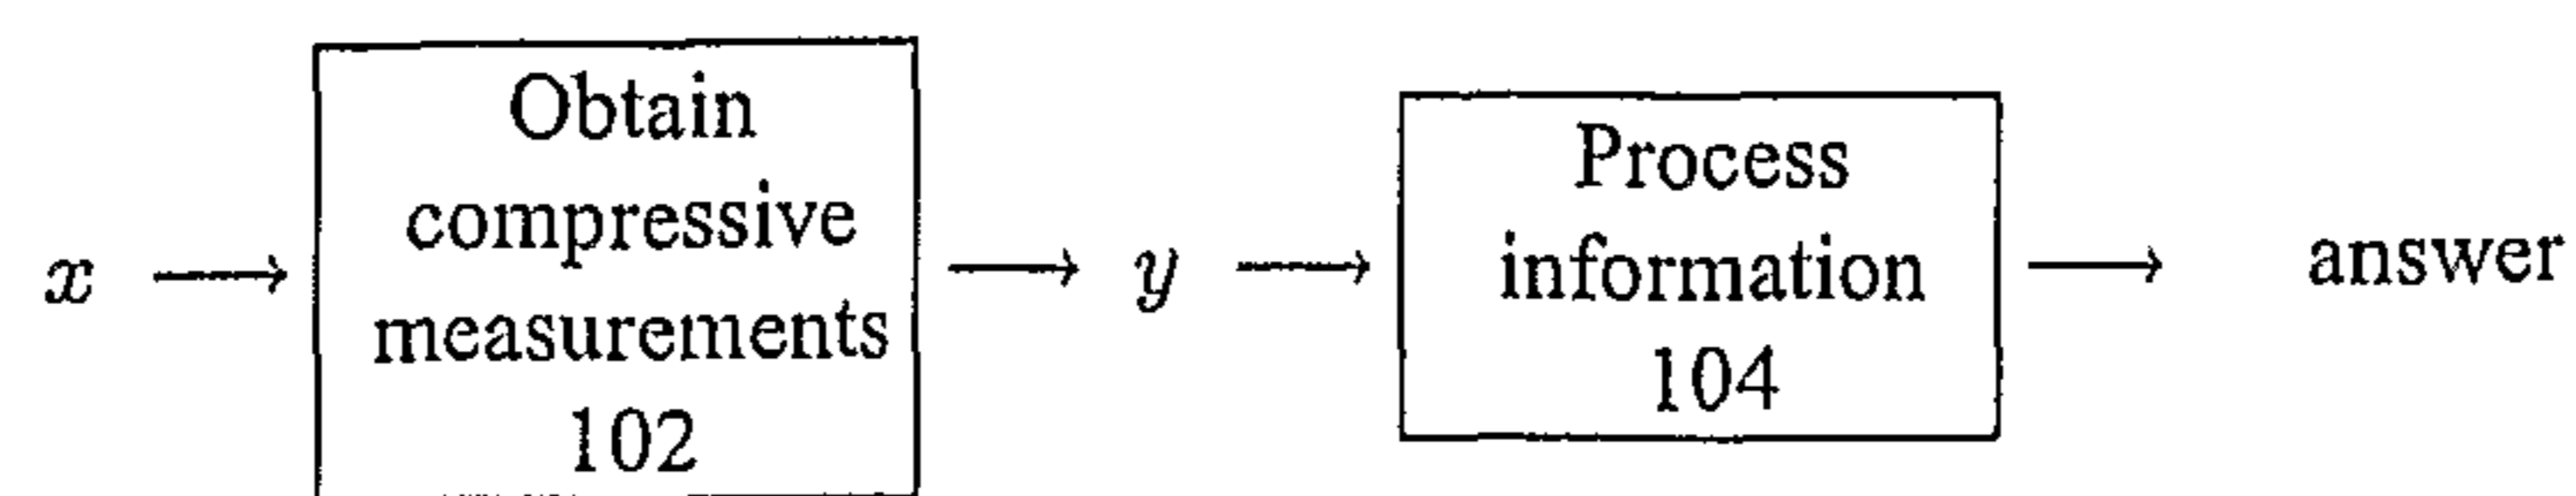 x
Obtain
compressive
measurements
102
y
Process
information
104
answer